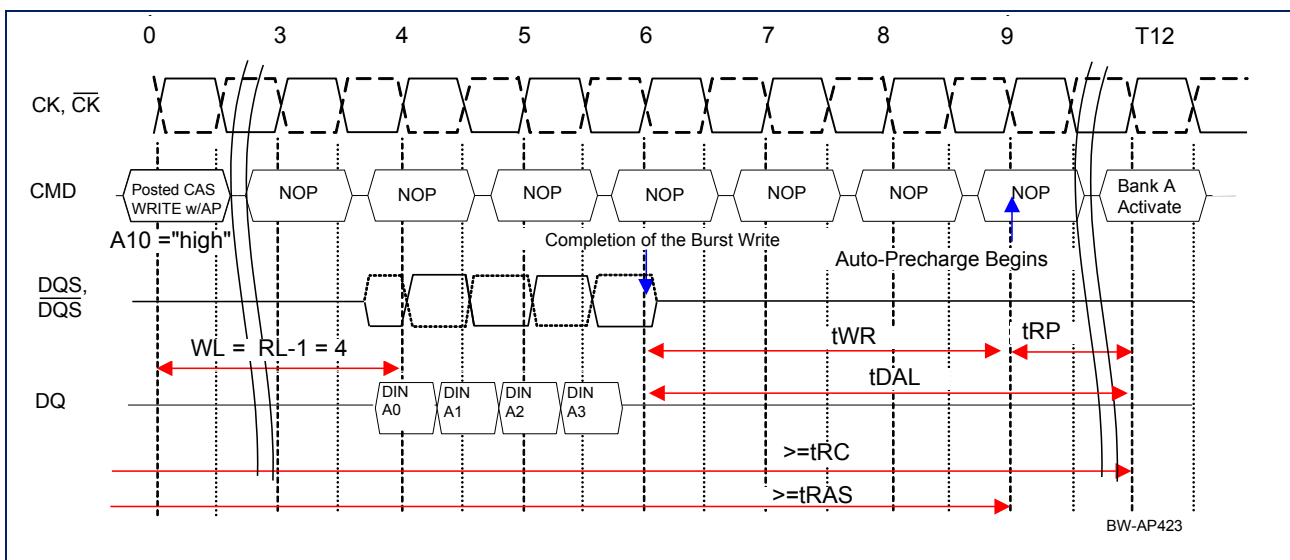 0 3 4 5 6 7 8 9 T12
CK, CK
CMD
Posted CAS
WRITE w/AP
NOP NOP NOP NOP NOP NOP NOP
Bank A
Activate
A10 ="high"
Completion of the Burst Write
Auto-Precharge Begins
DQS,
DQS
WL = RL-1 = 4
tWR
tRP
tDAL
DQ
DIN
A0
DIN
A1
DIN
A2
DIN
A3
>=tRC
>=tRAS
BW-AP423